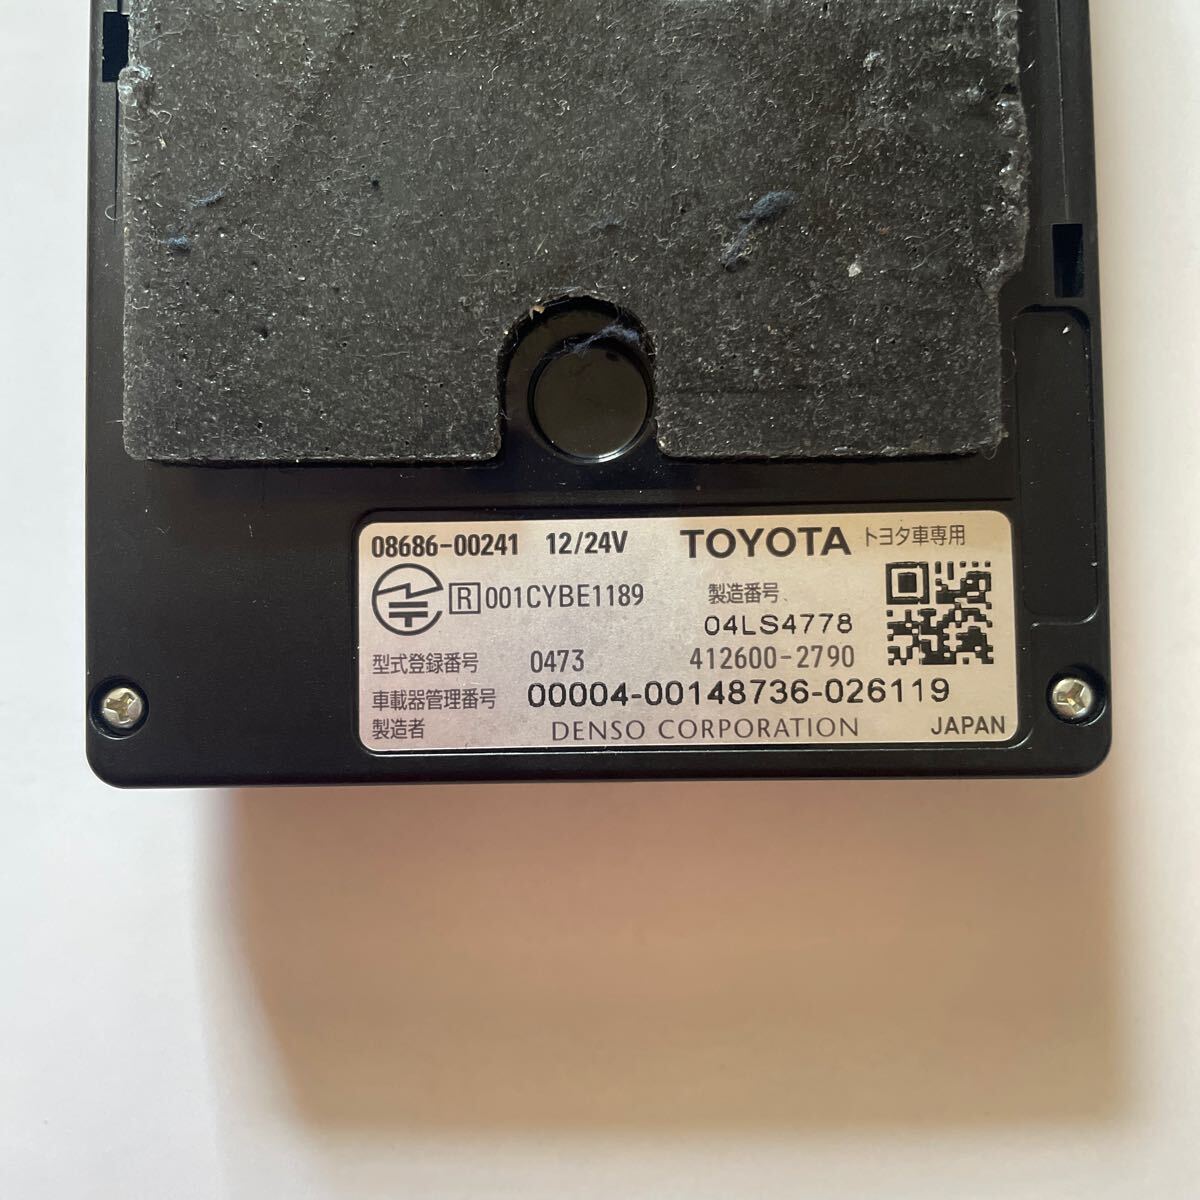 08686-00241 12/24V TOYOTA トヨタ車専用
R 001CYBE1189 製造番号
04LS4778
型式登録番号 0473 412600-2790
車載器管理番号 00004-00148736-026119
製造者 DENSO CORPORATION JAPAN